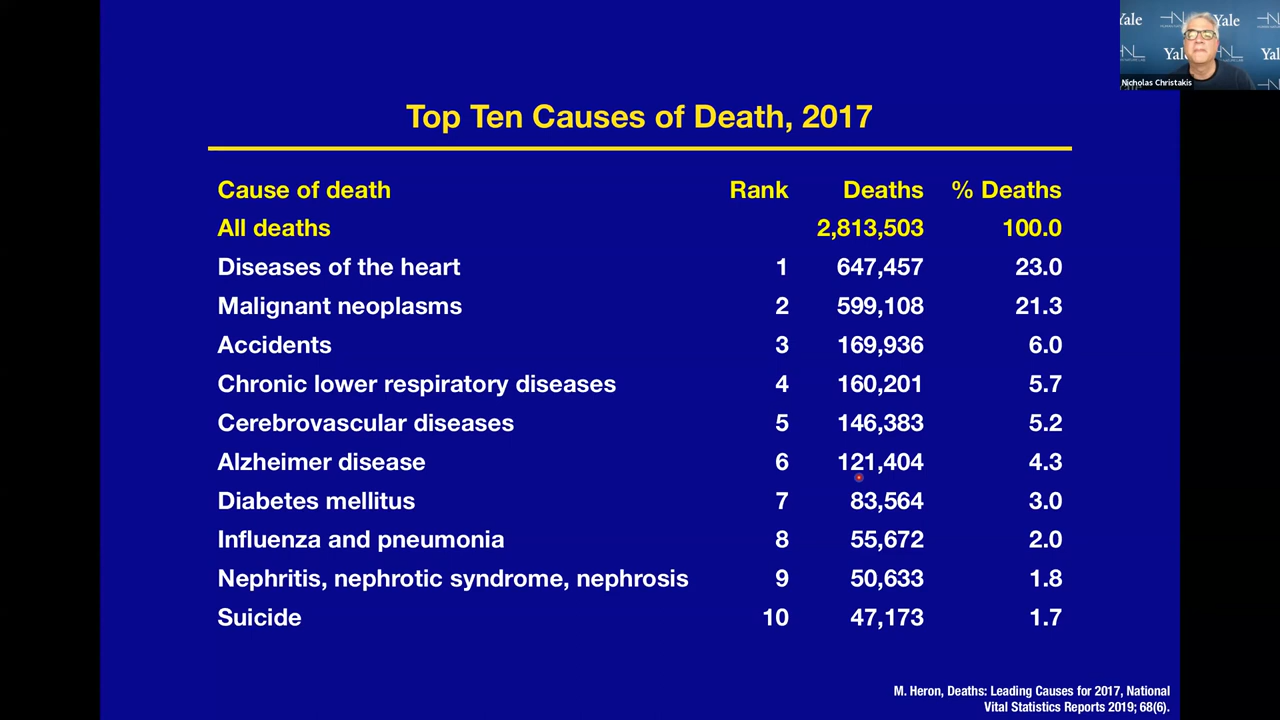 Yale Yale
Yale Yal
Nicholas Christakis
Top Ten Causes of Death, 2017
Cause of death Rank Deaths % Deaths
All deaths 2,813,503 100.0
Diseases of the heart 1 647,457 23.0
Malignant neoplasms 2 599,108 21.3
Accidents 3 169,936 6.0
Chronic lower respiratory diseases 4 160,201 5.7
Cerebrovascular diseases 5 146,383 5.2
Alzheimer disease 6 121,404 4.3
Diabetes mellitus 7 83,564 3.0
Influenza and pneumonia 8 55,672 2.0
Nephritis, nephrotic syndrome, nephrosis 9 50,633 1.8
Suicide 10 47,173 1.7
M. Heron, Deaths: Leading Causes for 2017, National
Vital Statistics Reports 2019; 68(6).